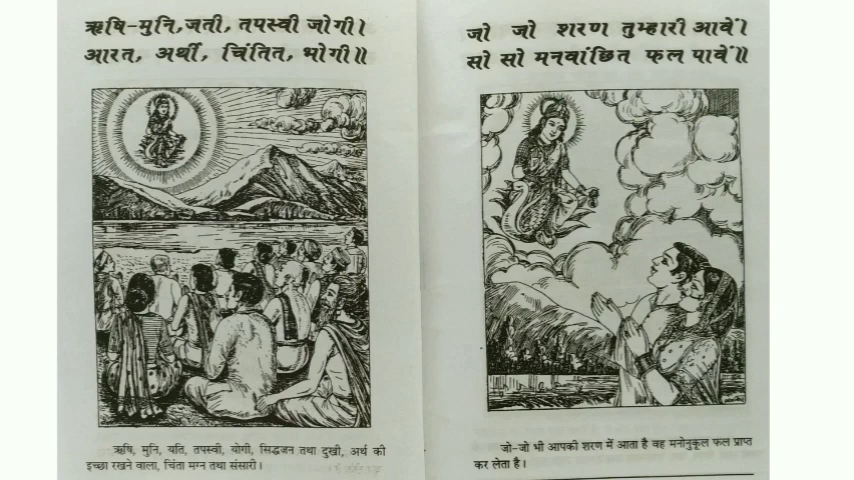 ऋषि-मुनि,जती, तपस्वी जोगी।
आरत, अर्थी, चिंतित, भोगी॥
ऋषि, मुनि, यति, तपस्वी, योगी, सिद्धजन तथा दुखी, अर्थ की
इच्छा रखने वाला, चिंता मग्न तथा संसारी।
जो जो शरण तुम्हारी आवें।
सो सो मनवांछित फल पावें॥
जो-जो भी आपकी शरण में आता है वह मनोनुकूल फल प्राप्त
कर लेता है।